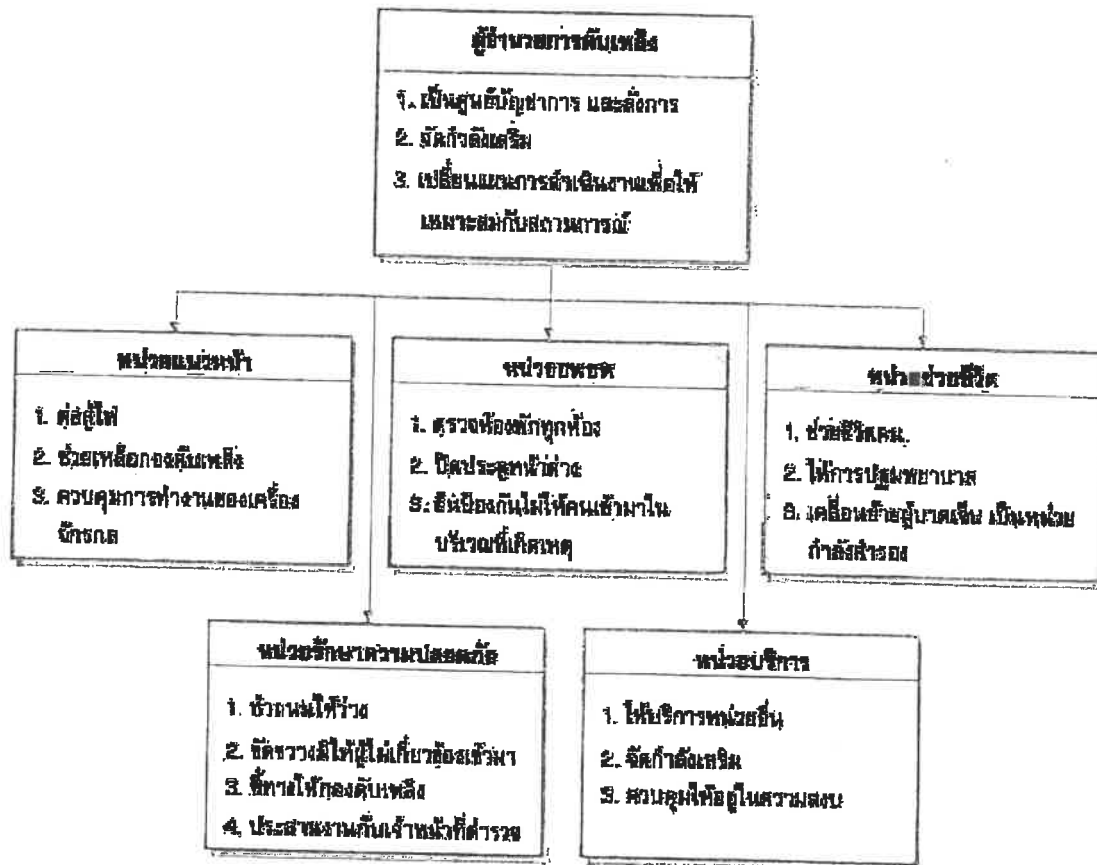 ผู้อำนวยการดับเพลิง
1. เป็นศูนย์บัญชาการ และสั่งการ
2. จัดกำลังเสริม
3. เปลี่ยนแผนการดำเนินงานเพื่อให้
เหมาะสมกับสถานการณ์
หน่วยแนวหน้า
1. ต่อสู้ไฟ
2. ช่วยเหลือกองดับเพลิง
3. ควบคุมการทำงานของเครื่อง
จักรกล
หน่วยอพยพ
1. ตรวจห้องพักทุกห้อง
2. ปิดประตูหน้าต่าง
3. ยืนป้องกันไม่ให้คนเข้ามาใน
บริเวณที่เกิดเหตุ
หน่วยช่วยชีวิต
1. ช่วยชีวิตคน
2. ให้การปฐมพยาบาล
3. เคลื่อนย้ายผู้บาดเจ็บ เป็นหน่วย
กำลังสำรอง
หน่วยรักษาความปลอดภัย
1. ให้ว่าง
2. ขัดขวางมิให้ผู้ไม่เกี่ยวข้องเข้ามา
3. ชี้ทางให้กองดับเพลิง
4. ประสานงานกับเจ้าหน้าที่ตำรวจ
หน่วยบริการ
1. ให้บริการหน่วยอื่น
2. จัดกำลังเสริม
3. ควบคุมให้อยู่ในความสงบ